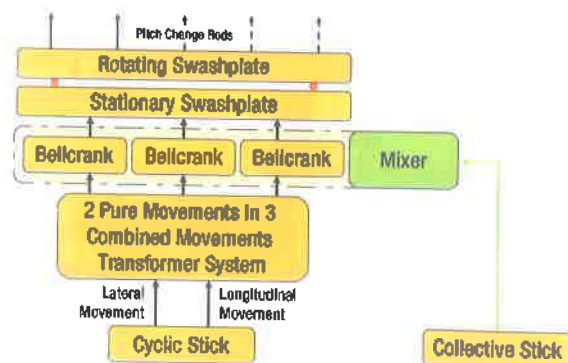 Pitch Change Rods
Rotating Swashplate
Stationary Swashplate
Bellcrank
Bellcrank
Bellcrank
Mixer
2 Pure Movements In 3
Combined Movements
Transformer System
Lateral
Movement
Longitudinal
Movement
Cyclic Stick
Collective Stick